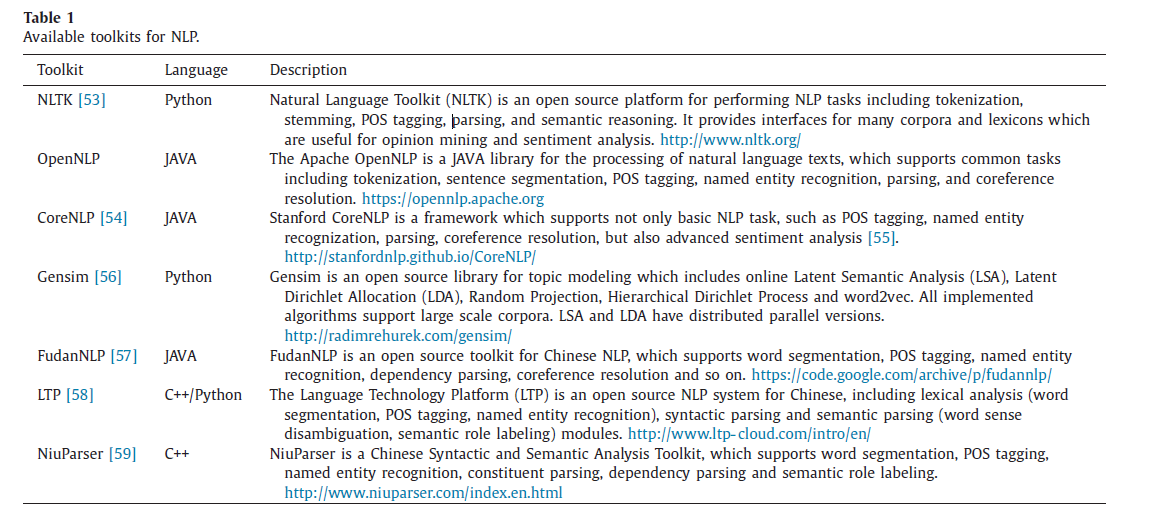 Table 1
Available toolkits for NLP.
Toolkit Language Description
NLTK [53] Python Natural Language Toolkit (NLTK) is an open source platform for performing NLP tasks including tokenization,
stemming, POS tagging, parsing, and semantic reasoning. It provides interfaces for many corpora and lexicons which
are useful for opinion mining and sentiment analysis. http://www.nltk.org/
OpenNLP JAVA The Apache OpenNLP is a JAVA library for the processing of natural language texts, which supports common tasks
including tokenization, sentence segmentation, POS tagging, named entity recognition, parsing, and coreference
resolution. https://opennlp.apache.org
CoreNLP [54] JAVA Stanford CoreNLP is a framework which supports not only basic NLP task, such as POS tagging, named entity
recognization, parsing, coreference resolution, but also advanced sentiment analysis [55].
http://stanfordnlp.github.io/CoreNLP/
Gensim [56] Python Gensim is an open source library for topic modeling which includes online Latent Semantic Analysis (LSA), Latent
Dirichlet Allocation (LDA), Random Projection, Hierarchical Dirichlet Process and word2vec. All implemented
algorithms support large scale corpora. LSA and LDA have distributed parallel versions.
http://radimrehurek.com/gensim/
FudanNLP [57] JAVA FudanNLP is an open source toolkit for Chinese NLP, which supports word segmentation, POS tagging, named entity
recognition, dependency parsing, coreference resolution and so on. https://code.google.com/archive/p/fudannlp/
LTP [58] C++/Python The Language Technology Platform (LTP) is an open source NLP system for Chinese, including lexical analysis (word
segmentation, POS tagging, named entity recognition), syntactic parsing and semantic parsing (word sense
disambiguation, semantic role labeling) modules. http://www.ltp-cloud.com/intro/en/
NiuParser [59] C++ NiuParser is a Chinese Syntactic and Semantic Analysis Toolkit, which supports word segmentation, POS tagging,
named entity recognition, constituent parsing, dependency parsing and semantic role labeling.
http://www.niuparser.com/index.en.html